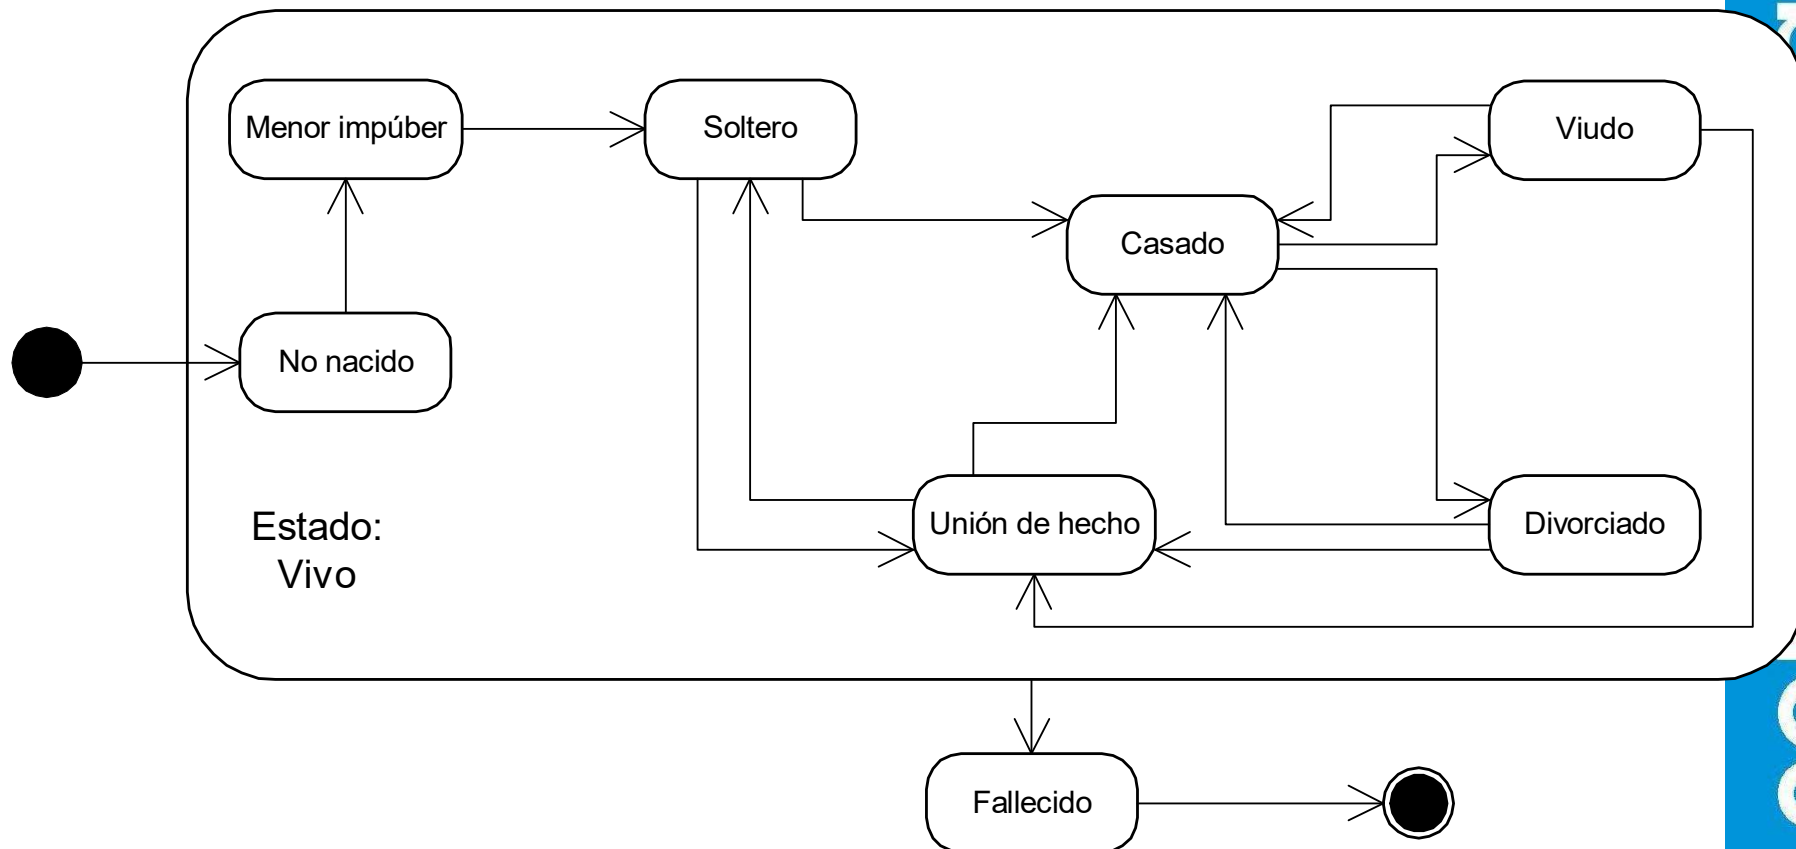 Menor impúber
Soltero
Viudo
Casado
No nacido
Unión de hecho
Divorciado
Estado:
Vivo
Fallecido